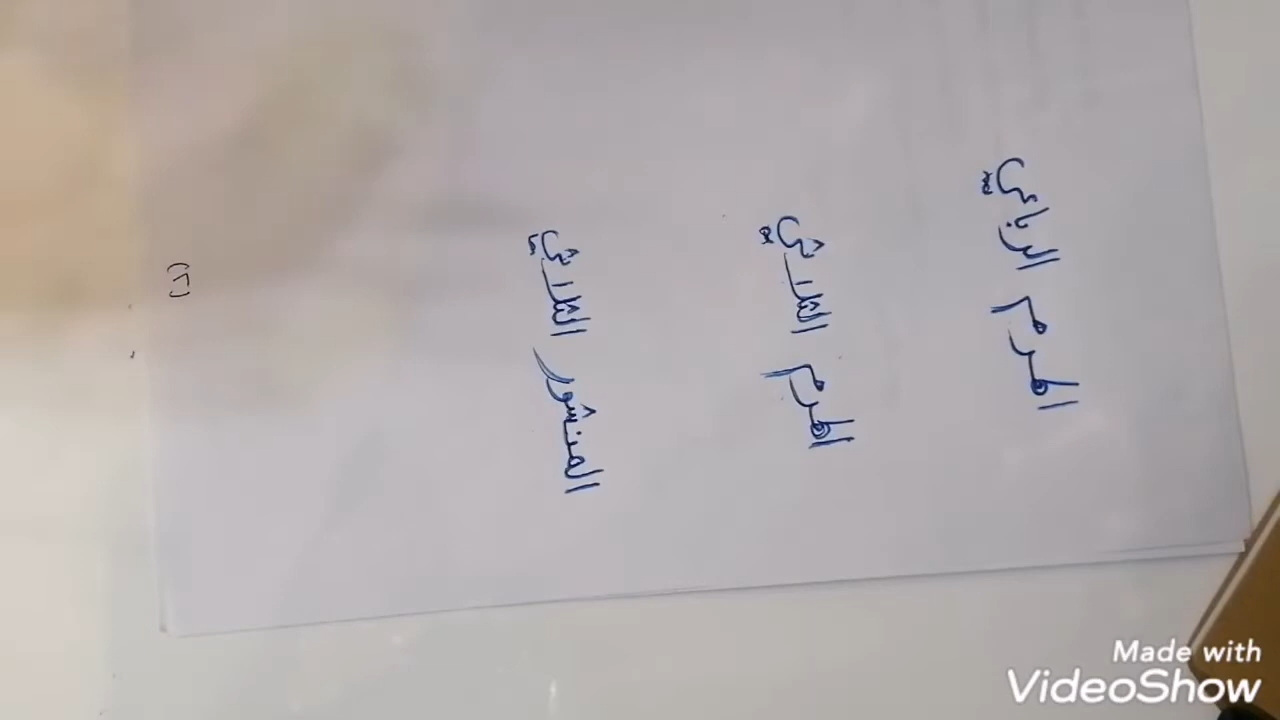 الهرم الرباعي
الهرم الثلاثي
المنشور الثلاثي
Made with
VideoShow